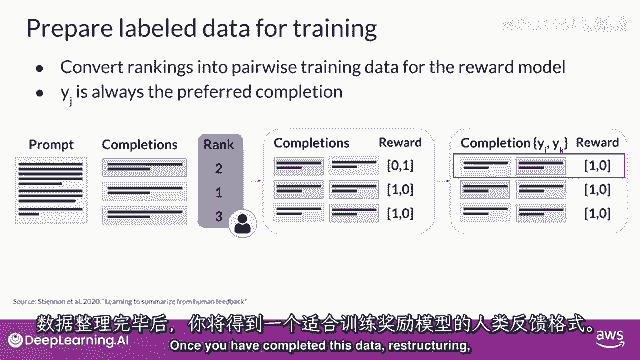 Prepare labeled data for training
• Convert rankings into pairwise training data for the reward model
• yj is always the preferred completion
Prompt Completions Rank
2
1
3
Completions Reward
[0,1]
[1,0]
[1,0]
Completion {yj, yk} Reward
[1,0]
[1,0]
[1,0]
Source: Stiennon et al. 2020, "Learning to summarize from human feedback"
数据整理完毕后，你将得到一个适合训练奖励模型的人类反馈格式。
DeepLearning.AI
Once you have completed this data, restructuring,
aws